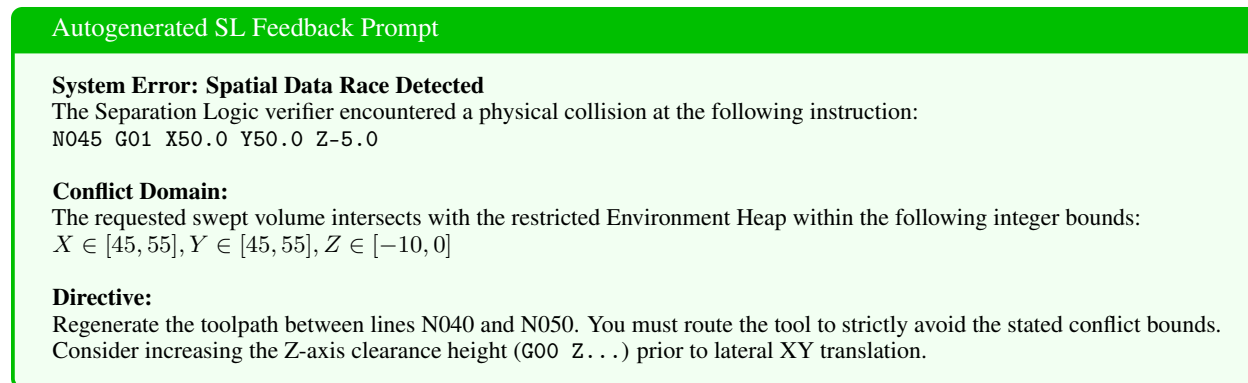 Autogenerated SL Feedback Prompt
System Error: Spatial Data Race Detected
The Separation Logic verifier encountered a physical collision at the following instruction:
N045 G01 X50.0 Y50.0 Z-5.0
Conflict Domain:
The requested swept volume intersects with the restricted Environment Heap within the following integer bounds:
X ∈ [45, 55], Y ∈ [45, 55], Z ∈ [−10, 0]
Directive:
Regenerate the toolpath between lines N040 and N050. You must route the tool to strictly avoid the stated conflict bounds.
Consider increasing the Z-axis clearance height (G00 Z...) prior to lateral XY translation.